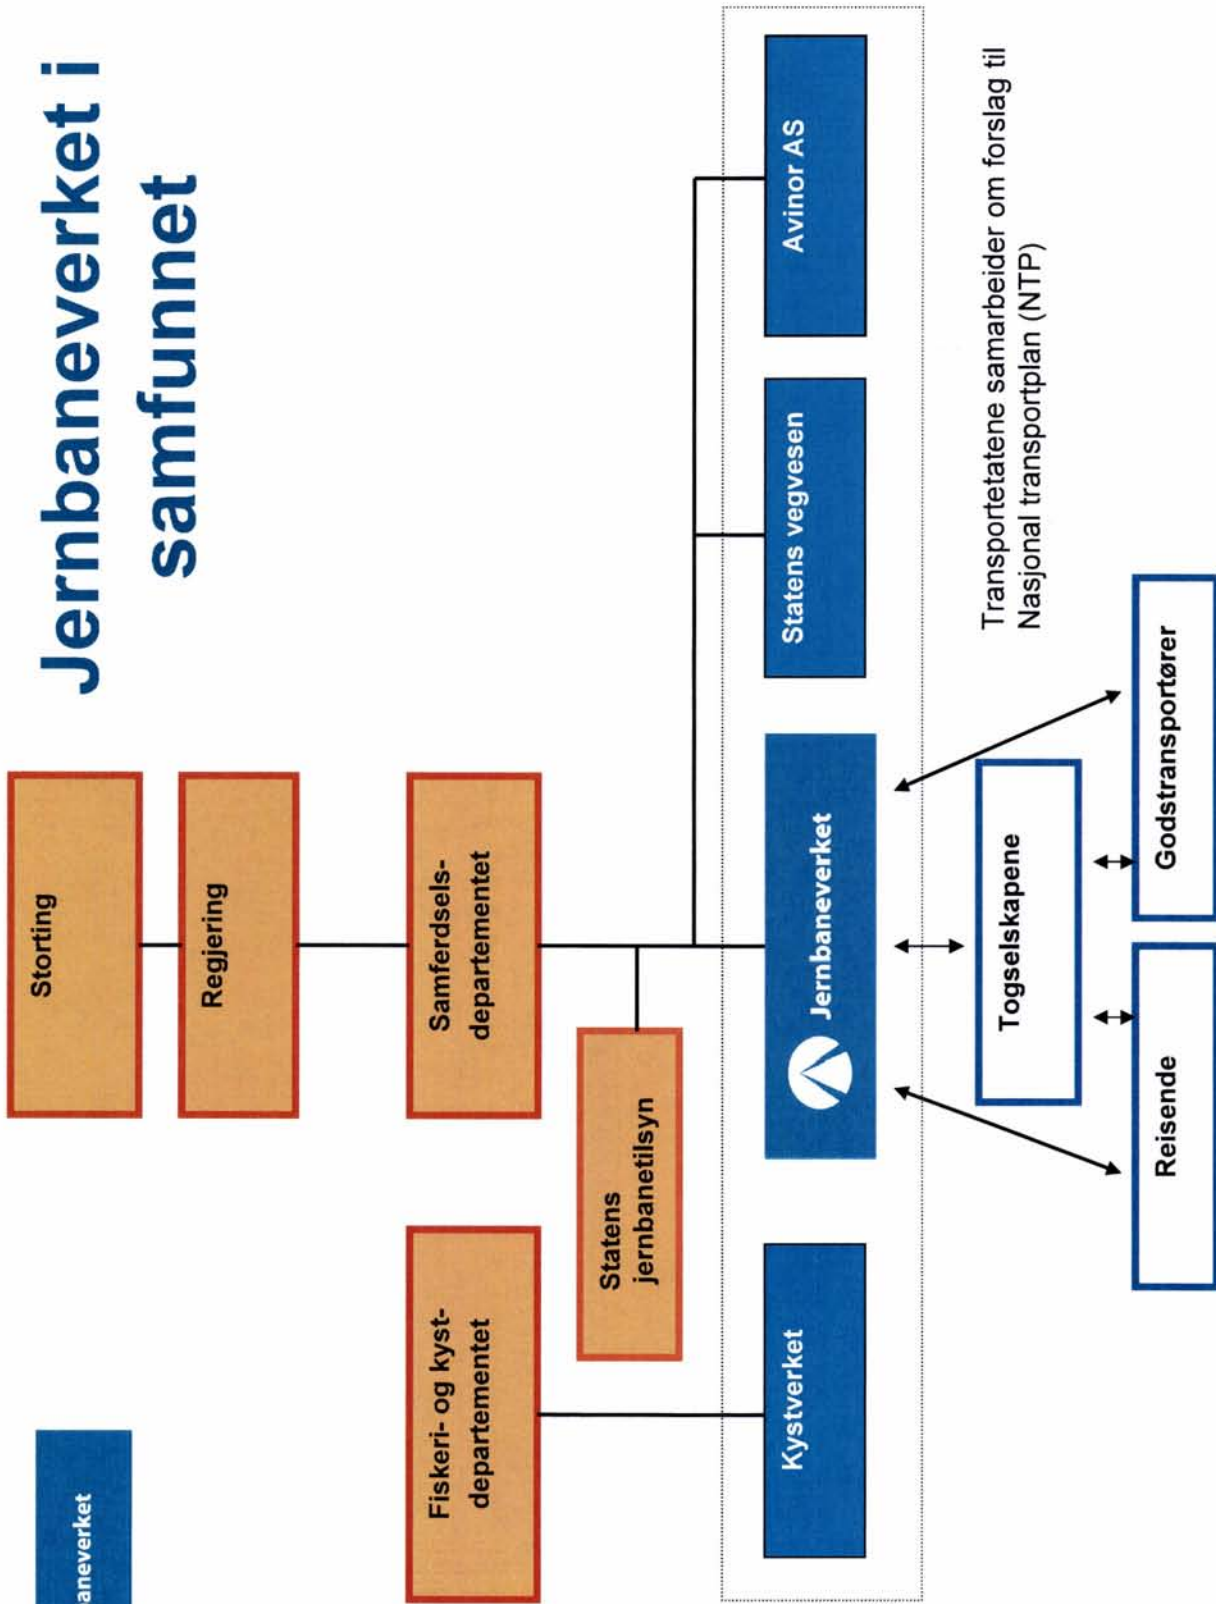 aneverket
Jernbaneverket i
samfunnet
Storting
Regjering
Fiskeri- og kyst-
departementet
Samferdsels-
departementet
Statens
jernbanetilsyn
Kystverket
Jernbaneverket
Statens vegvesen
Avinor AS
Togselskapene
Transportetatene samarbeider om forslag til
Nasjonal transportplan (NTP)
Reisende
Godstransportører